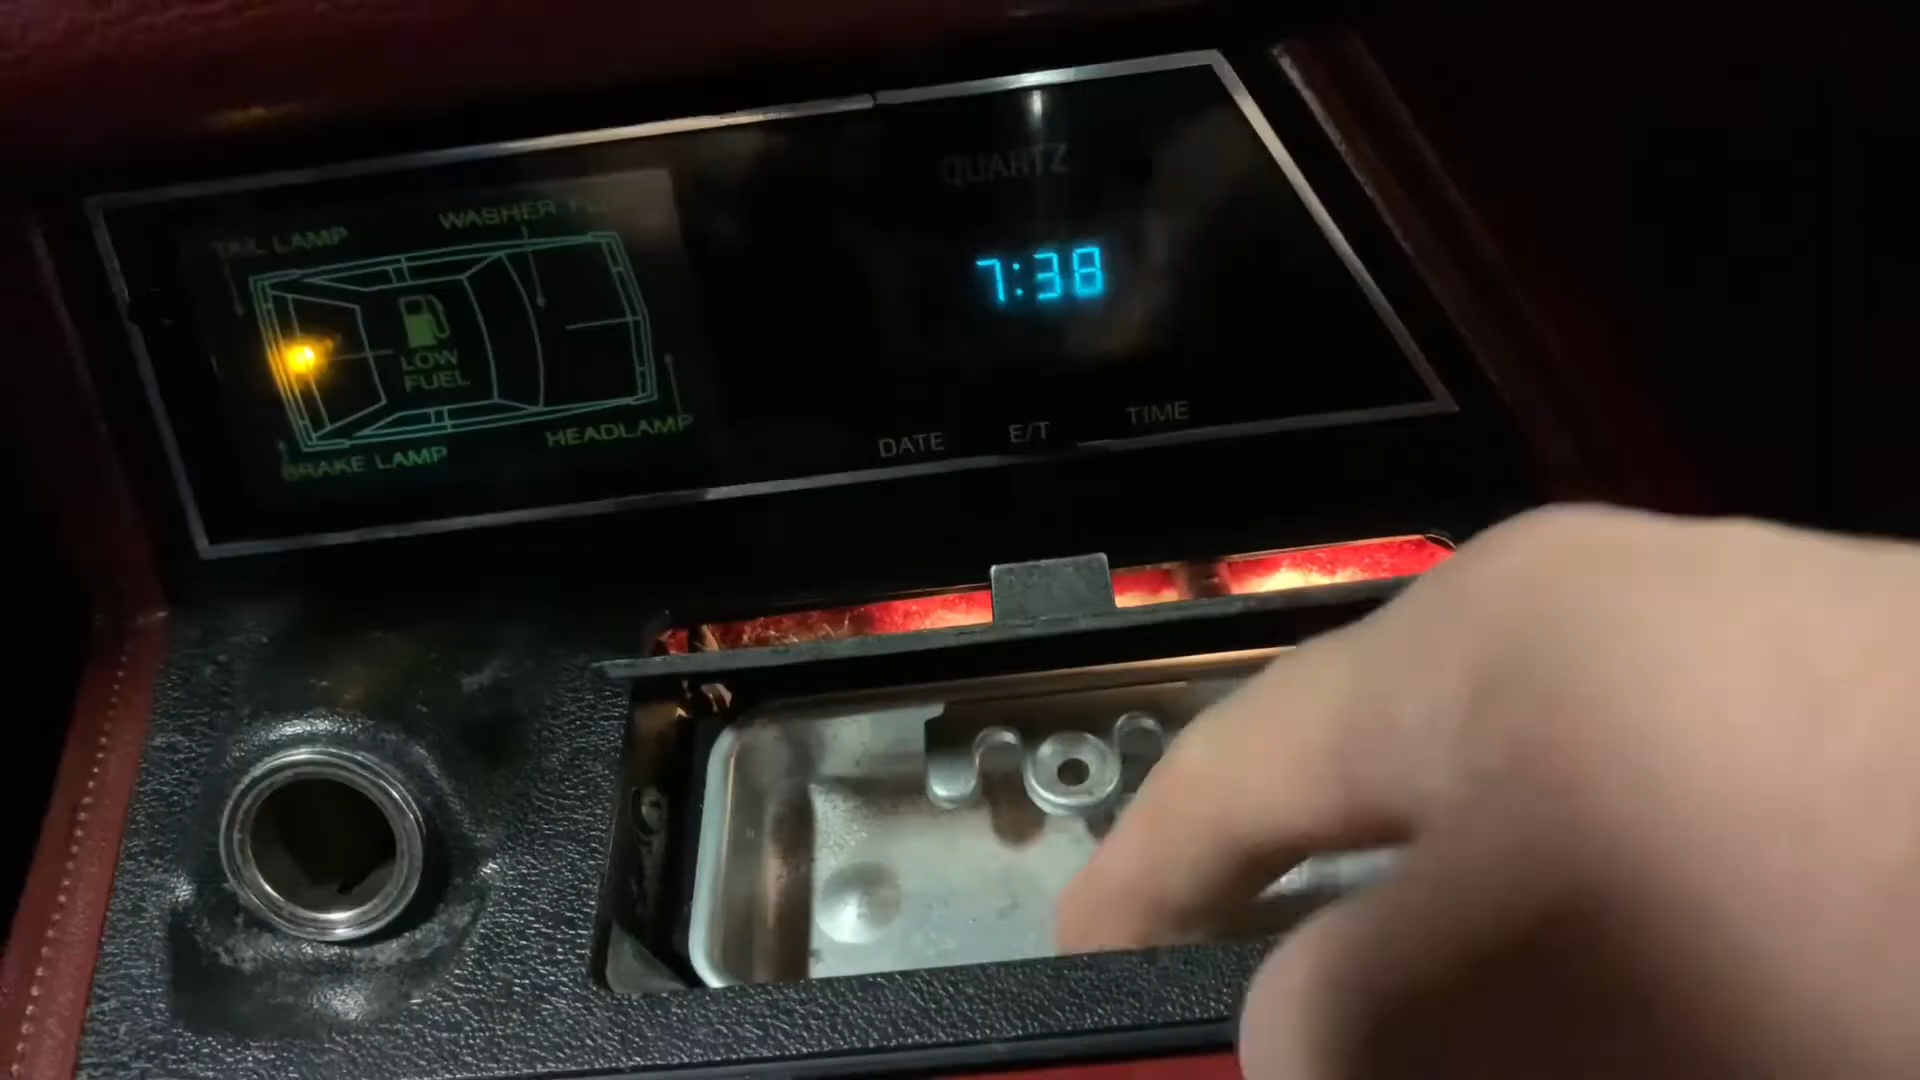 QUARTZ
WASHER
TAIL LAMP
7:38
LOW
FUEL
HEADLAMP
BRAKE LAMP
DATE E/T TIME